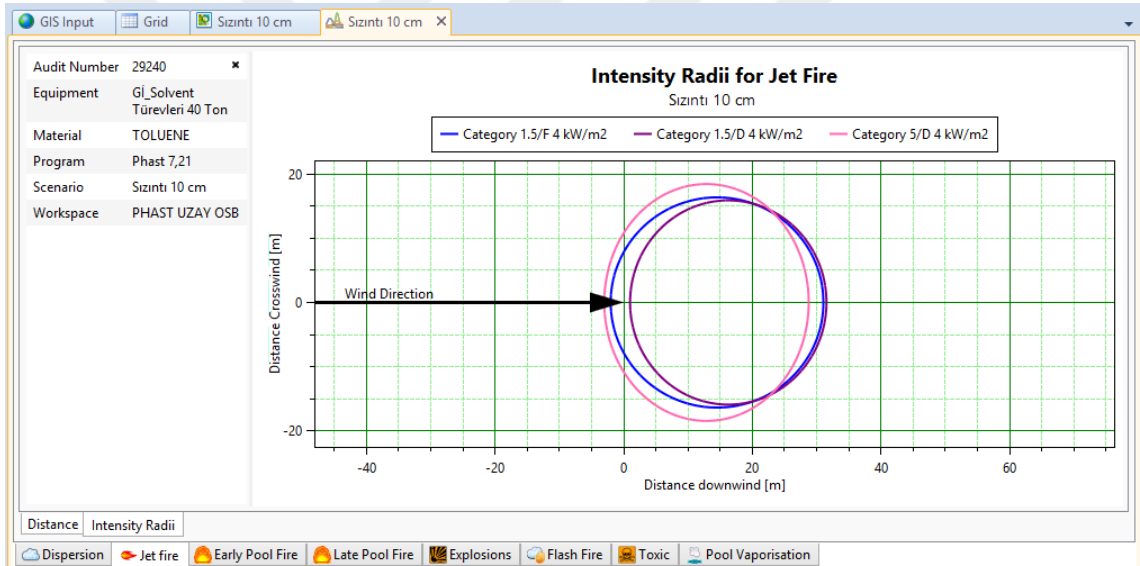 GIS Input
Grid
Sızıntı 10 cm
Sızıntı 10 cm
Audit Number 29240
Equipment Gİ_Solvent
Türevleri 40 Ton
Material TOLUENE
Program Phast 7,21
Scenario Sızıntı 10 cm
Workspace PHAST UZAY OSB
Intensity Radii for Jet Fire
Sızıntı 10 cm
Category 1.5/F 4 kW/m2
Category 1.5/D 4 kW/m2
Category 5/D 4 kW/m2
Distance Crosswind [m]
20
0
-20
Wind Direction
-40 -20 0 20 40 60
Distance downwind [m]
Distance Intensity Radii
Dispersion Jet fire Early Pool Fire Late Pool Fire Explosions Flash Fire Toxic Pool Vaporisation